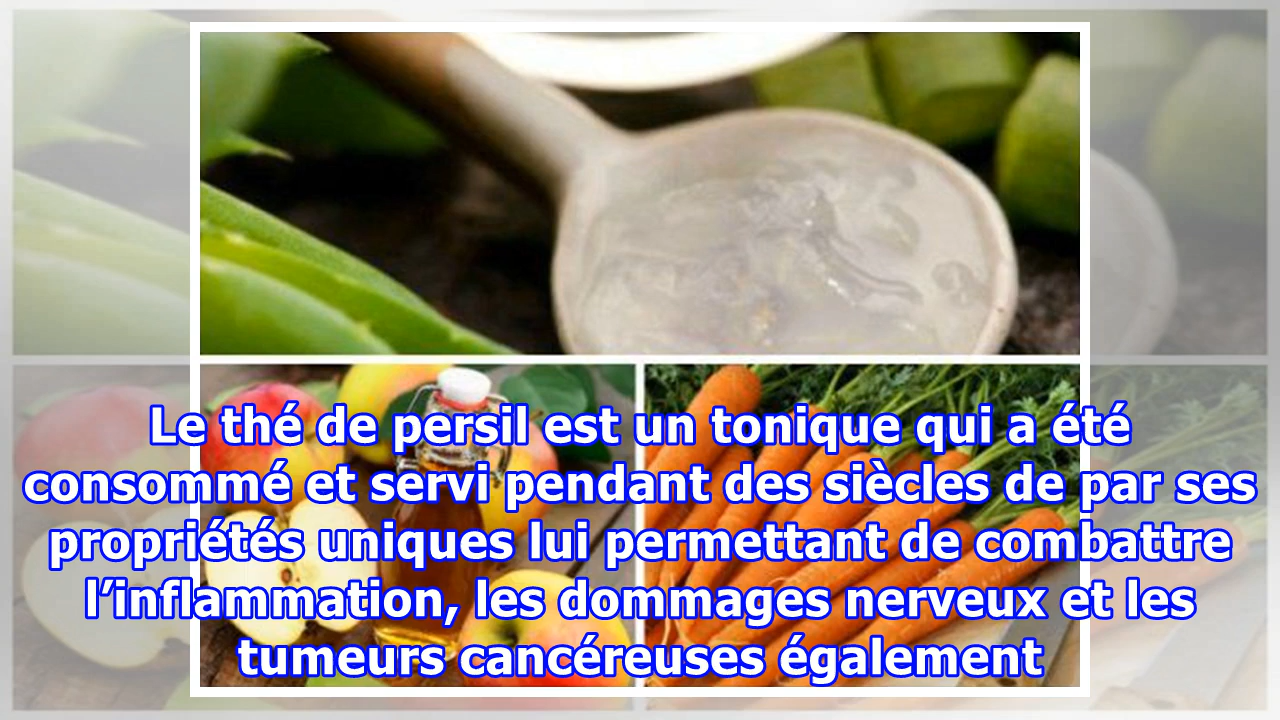 Le thé de persil est un tonique qui a été
consommé et servi pendant des siècles de par ses
propriétés uniques lui permettant de combattre
l’inflammation, les dommages nerveux et les
tumeurs cancéreuses également